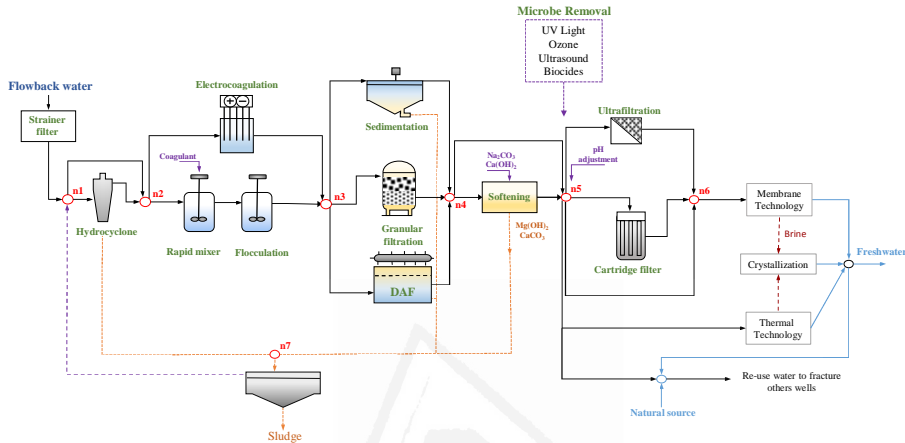 Microbe Removal
UV Light
Ozone
Ultrasound
Biocides
Flowback water
Strainer
filter
Electrocoagulation
Sedimentation
Ultrafiltration
pH
adjustment
Coagulant
Na₂CO₃
Ca(OH)₂
n1
n2
n3
n4
n5
n6
Hydrocyclone
Rapid mixer
Flocculation
Granular
filtration
Softening
Mg(OH)₂
CaCO₃
Cartridge filter
Membrane
Technology
Brine
Crystallization
Freshwater
DAF
Thermal
Technology
n7
Re-use water to fracture
others wells
Natural source
Sludge